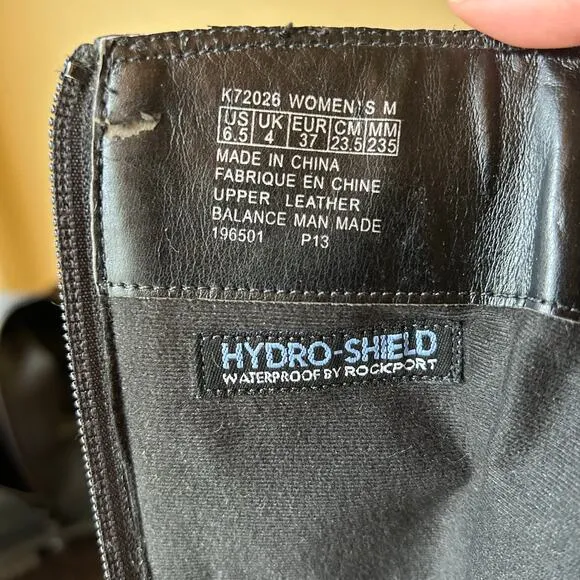 K72026 WOMEN'S M
US UK EUR CM MM
6.5 4 37 23.5 235
MADE IN CHINA
FABRIQUE EN CHINE
UPPER LEATHER
BALANCE MAN MADE
196501 P13
HYDRO-SHIELD
WATERPROOF BY ROCKPORT